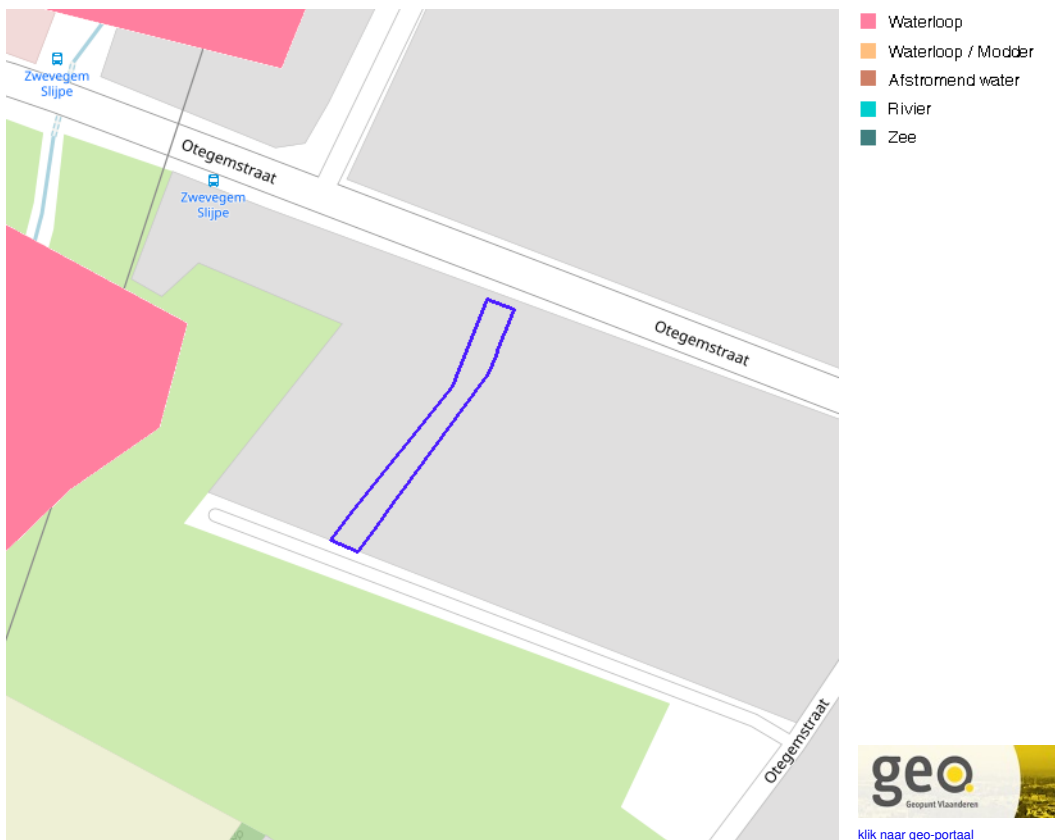 Zwevegem
Slijpe
Otegemstraat
Zwevegem
Slijpe
Otegemstraat
Otegemstraat
Waterloop
Waterloop / Modder
Afstromend water
Rivier
Zee
geo.
Geopunt Vlaanderen
klik naar geo-portaal